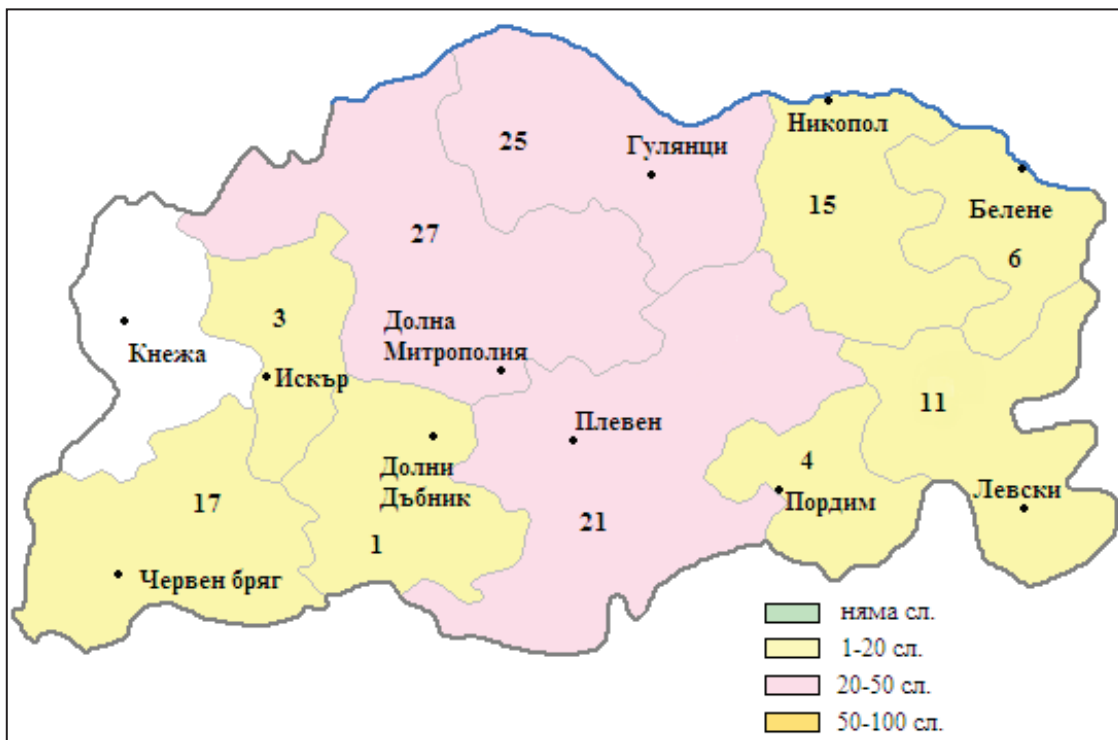 Никопол
25
Гулянци
15
Белене
27
6
3
Долна
Митрополия
Кнежа
Искър
11
Плевен
Долни
Дъбник
4
Пордим
Левски
17
21
1
Червен бряг
няма сл.
1-20 сл.
20-50 сл.
50-100 сл.